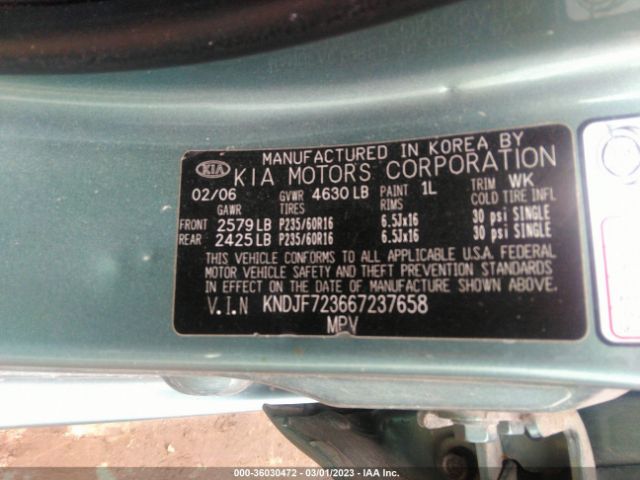 MANUFACTURED IN KOREA BY
KIA KIA MOTORS CORPORATION
02/06 GVWR 4630 LB PAINT 1L TRIM WK
GAWR TIRES RIMS COLD TIRE INFL
FRONT 2579 LB P235/60R16 6.5Jx16 30 psi SINGLE
REAR 2425 LB P235/60R16 6.5Jx16 30 psi SINGLE
THIS VEHICLE CONFORMS TO ALL APPLICABLE U.S.A. FEDERAL
MOTOR VEHICLE SAFETY AND THEFT PREVENTION STANDARDS
IN EFFECT ON THE DATE OF MANUFACTURE SHOWN ABOVE.
V.I.N KNDJF723667237658
MPV
000-36030472 — 03/01/2023 — IAA Inc.